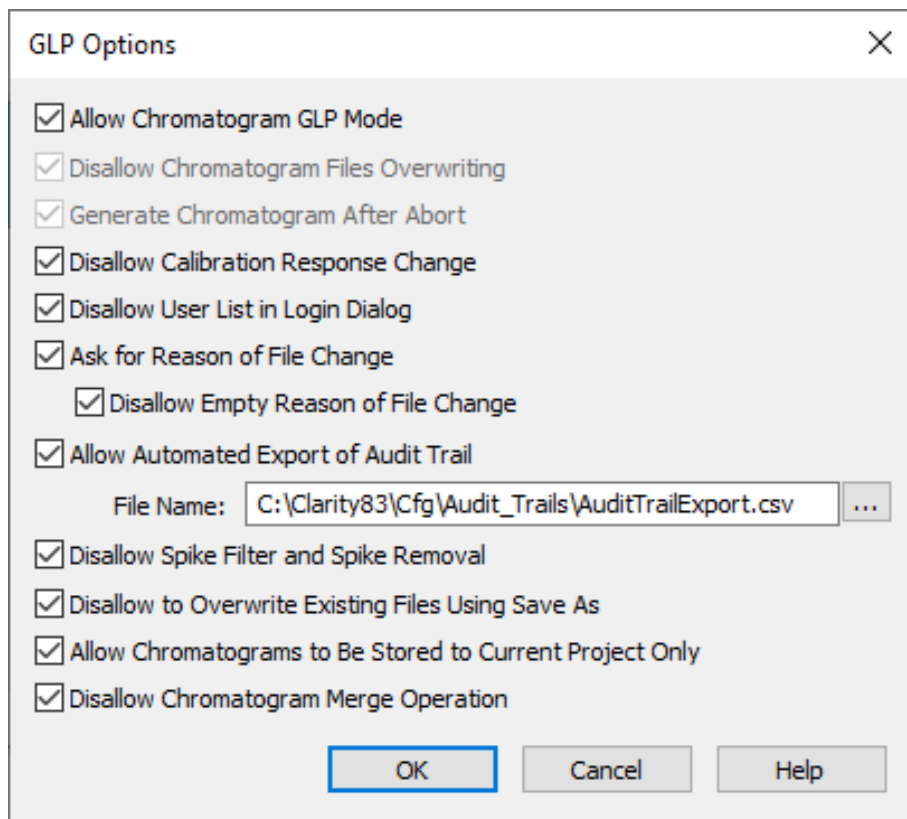 GLP Options
Allow Chromatogram GLP Mode
Disallow Chromatogram Files Overwriting
Generate Chromatogram After Abort
Disallow Calibration Response Change
Disallow User List in Login Dialog
Ask for Reason of File Change
Disallow Empty Reason of File Change
Allow Automated Export of Audit Trail
File Name: C:\Clarity83\Cfg\Audit_Trails\AuditTrailExport.csv ...
Disallow Spike Filter and Spike Removal
Disallow to Overwrite Existing Files Using Save As
Allow Chromatograms to Be Stored to Current Project Only
Disallow Chromatogram Merge Operation
OK Cancel Help